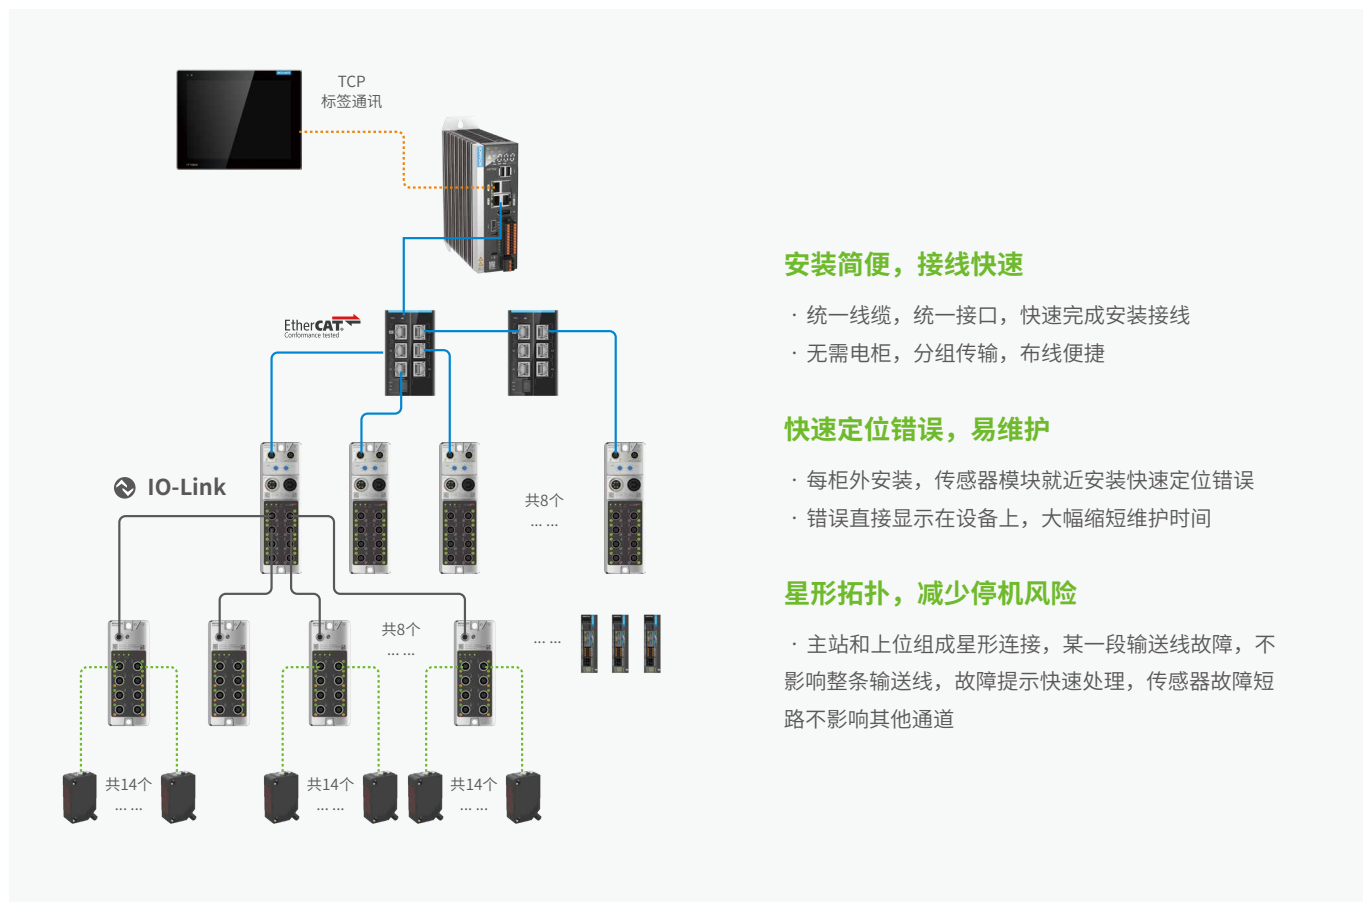 TCP
标签通讯
EtherCAT
Conformance tested
IO-Link
共8个
... ...
共8个
... ...
... ...
共14个
... ...
共14个
... ...
共14个
... ...
安装简便，接线快速
· 统一线缆，统一接口，快速完成安装接线
· 无需电柜，分组传输，布线便捷
快速定位错误，易维护
· 每柜外安装，传感器模块就近安装快速定位错误
· 错误直接显示在设备上，大幅缩短维护时间
星形拓扑，减少停机风险
· 主站和上位组成星形连接，某一段输送线故障，不
影响整条输送线，故障提示快速处理，传感器故障短
路不影响其他通道